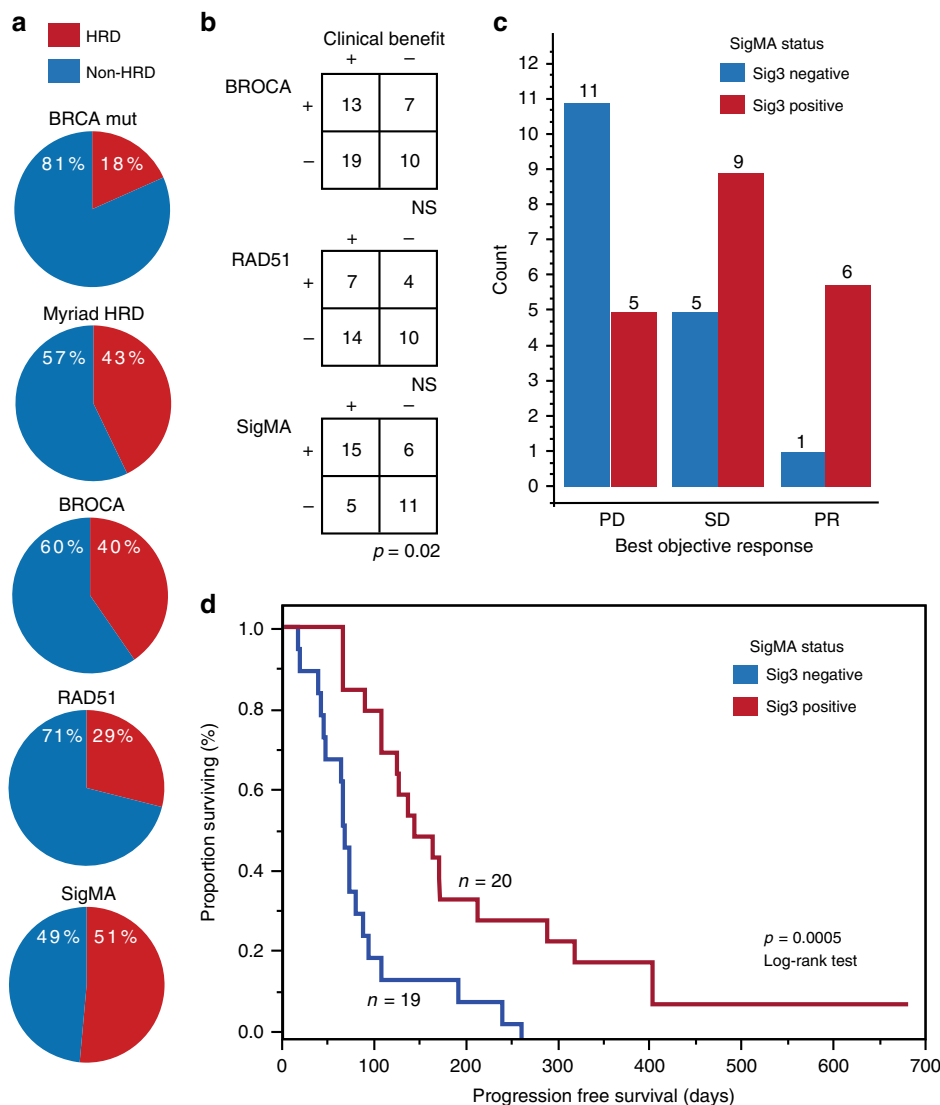 a
HRD
Non-HRD
BRCA mut
81% 18%
Myriad HRD
57% 43%
BROCA
60% 40%
RAD51
71% 29%
SigMA
49% 51%
b
Clinical benefit
+ −
BROCA
+ 13 7
− 19 10
NS
+ −
RAD51
+ 7 4
− 14 10
NS
+ −
SigMA
+ 15 6
− 5 11
p = 0.02
c
SigMA status
Sig3 negative
Sig3 positive
Count
12
11
10
9
8
7
6
5
4
3
2
1
0
11
5
5
9
1
6
PD SD PR
Best objective response
d
SigMA status
Sig3 negative
Sig3 positive
Proportion surviving (%)
1.0
0.8
0.6
0.4
0.2
0.0
n = 20
n = 19
p = 0.0005
Log-rank test
0 100 200 300 400 500 600 700
Progression free survival (days)